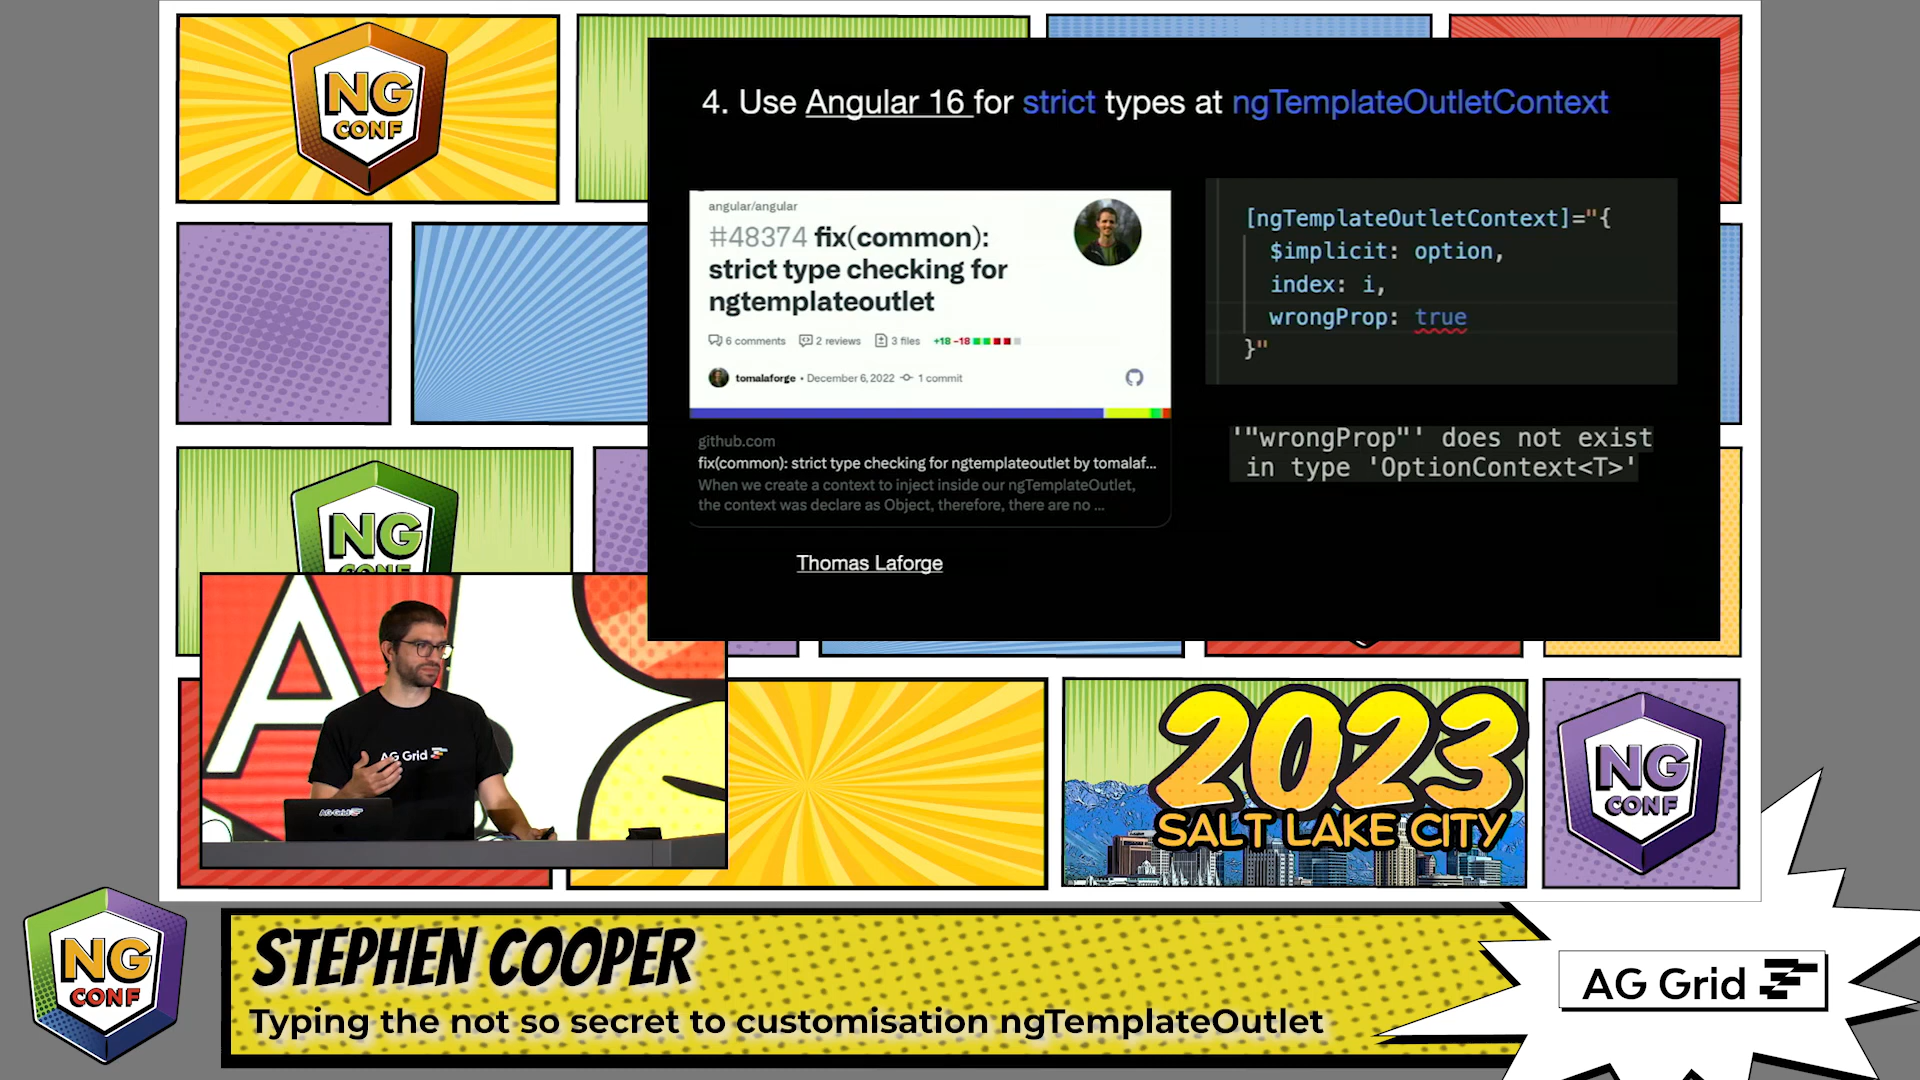 NG
CONF
4. Use Angular 16 for strict types at ngTemplateOutletContext
angular/angular
#48374 fix(common):
strict type checking for
ngtemplateoutlet
6 comments 2 reviews 3 files +18 -18
tomalaforge • December 6, 2022 1 commit
github.com
fix(common): strict type checking for ngtemplateoutlet by tomalaf...
When we create a context to inject inside our ngTemplateOutlet,
the context was declare as Object, therefore, there are no ...
Thomas Laforge
[ngTemplateOutletContext]="{
$implicit: option,
index: i,
wrongProp: true
}"
'"wrongProp"' does not exist
in type 'OptionContext<T>'
NG
CONF
A
AG Grid
AG Grid
2023
SALT LAKE CITY
NG
CONF
NG
CONF
STEPHEN COOPER
Typing the not so secret to customisation ngTemplateOutlet
AG Grid